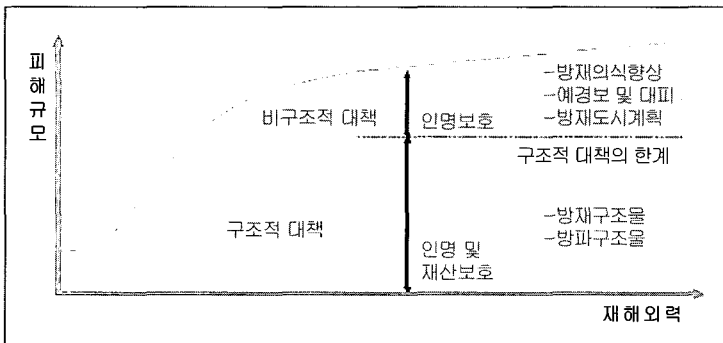 피해규모
-방재의식향상
-예경보 및 대피
-방재도시계획
비구조적 대책
인명보호
구조적 대책의 한계
구조적 대책
-방재구조물
-방파구조물
인명 및
재산보호
재해외력